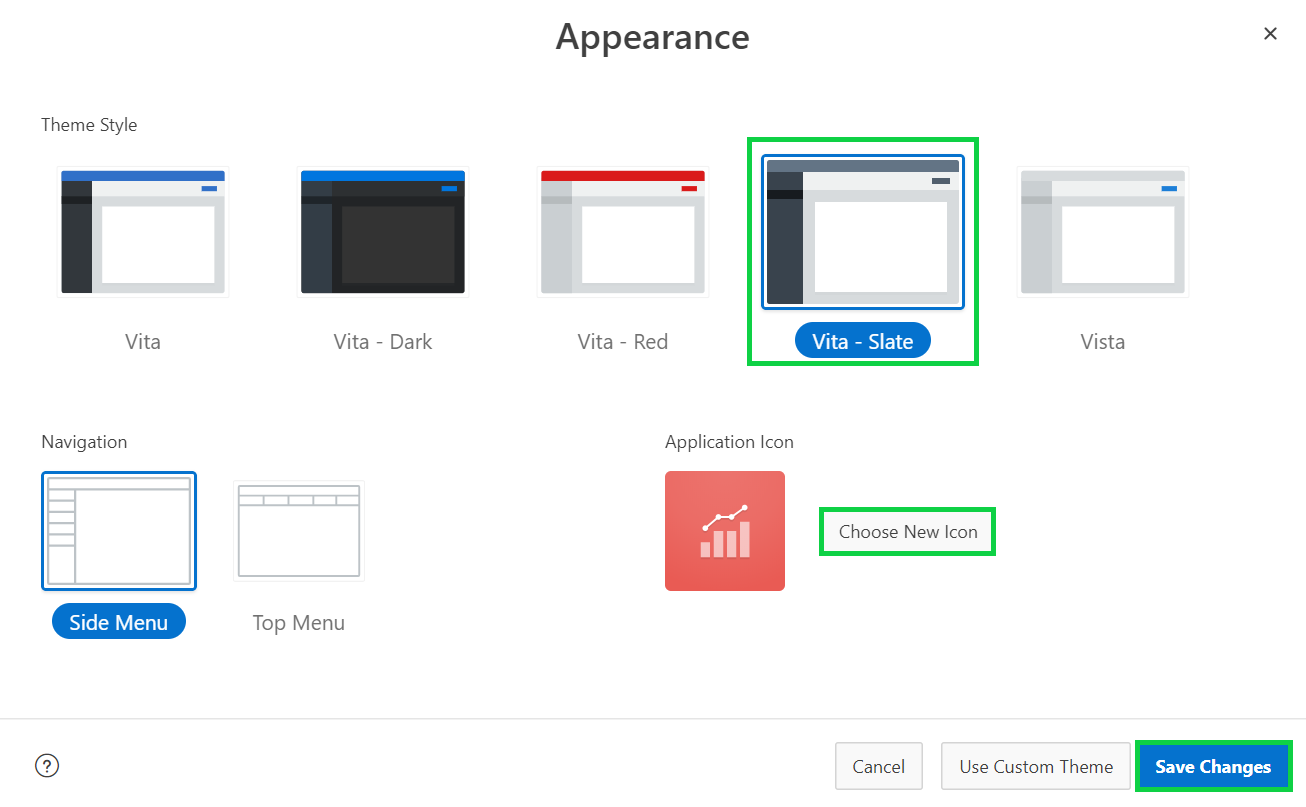 Appearance
×
Theme Style
Vita
Vita - Dark
Vita - Red
Vita - Slate
Vista
Navigation
Application Icon
Choose New Icon
Side Menu
Top Menu
?
Cancel
Use Custom Theme
Save Changes